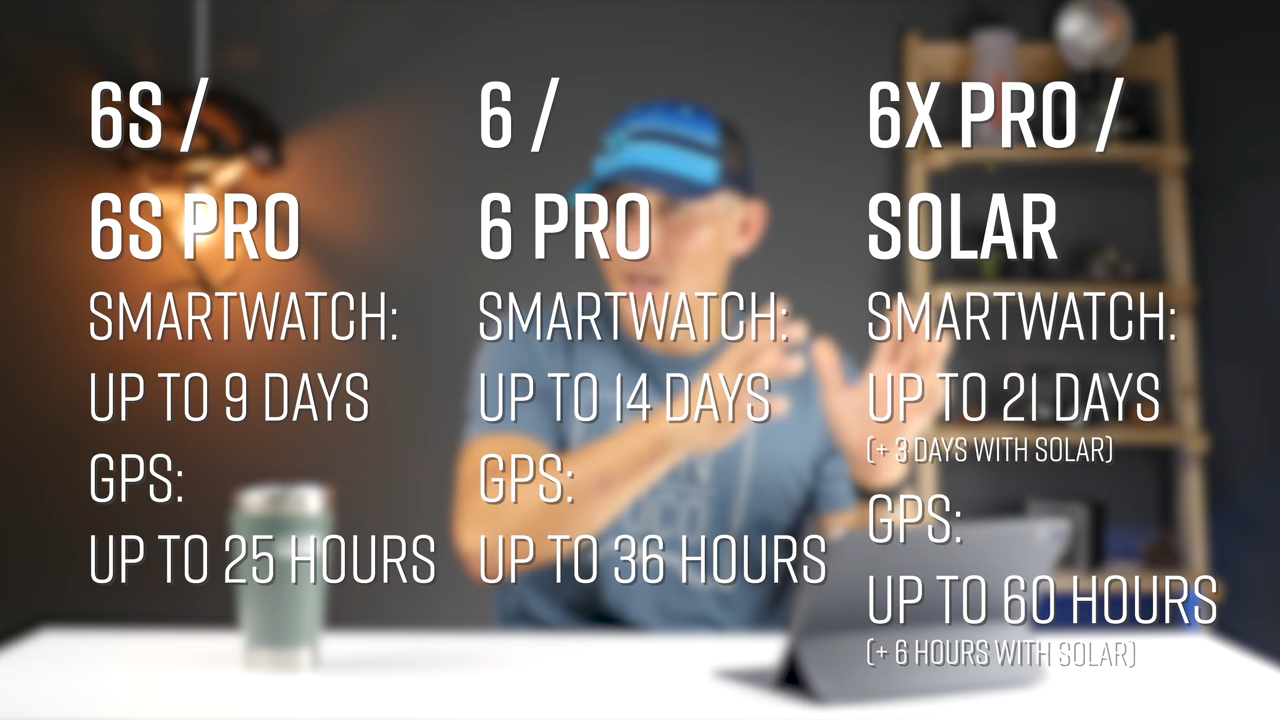 6S /
6S PRO
SMARTWATCH:
UP TO 9 DAYS
GPS:
UP TO 25 HOURS
6 /
6 PRO
SMARTWATCH:
UP TO 14 DAYS
GPS:
UP TO 36 HOURS
6X PRO /
SOLAR
SMARTWATCH:
UP TO 21 DAYS
(+ 3 DAYS WITH SOLAR)
GPS:
UP TO 60 HOURS
(+ 6 HOURS WITH SOLAR)